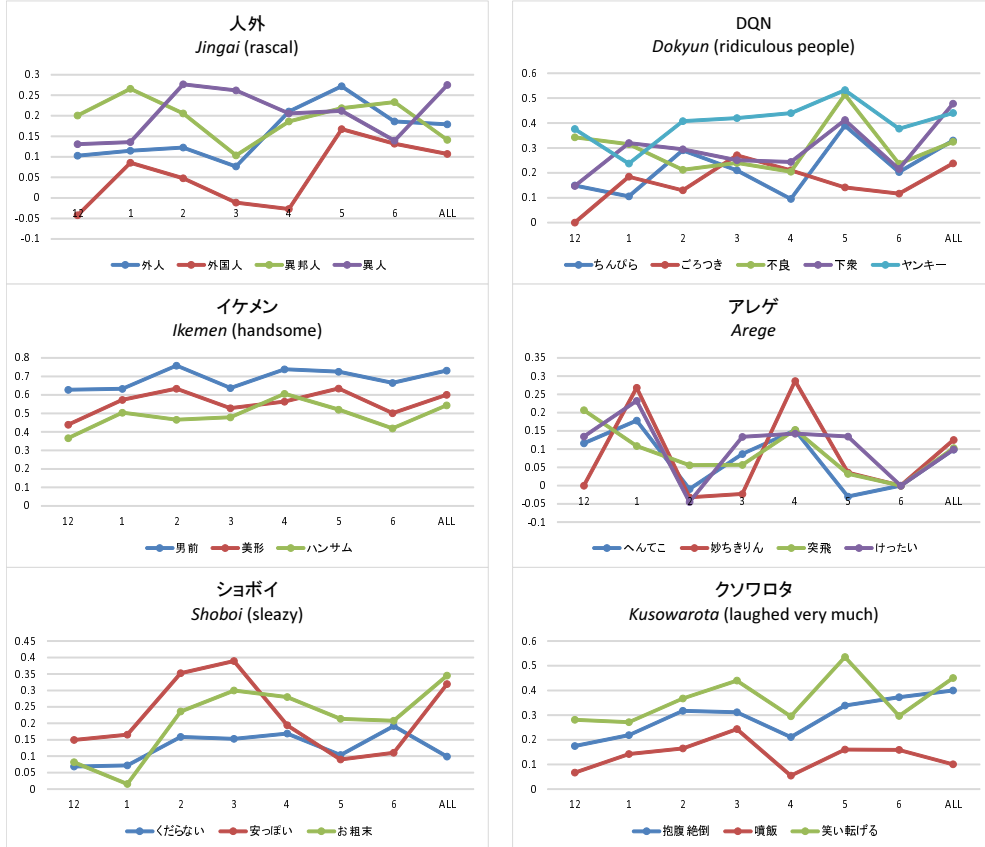 人外
Jingai (rascal)
0.3
0.25
0.2
0.15
0.1
0.05
0
-0.05
-0.1
12 1 2 3 4 5 6 ALL
外人 外国人 異邦人 異人
DQN
Dokyun (ridiculous people)
0.6
0.5
0.4
0.3
0.2
0.1
0
12 1 2 3 4 5 6 ALL
ちんぴら ごろつき 不良 下衆 ヤンキー
イケメン
Ikemen (handsome)
0.8
0.7
0.6
0.5
0.4
0.3
0.2
0.1
0
12 1 2 3 4 5 6 ALL
男前 美形 ハンサム
アレゲ
Arege
0.35
0.3
0.25
0.2
0.15
0.1
0.05
0
-0.05
-0.1
12 1 2 3 4 5 6 ALL
へんてこ 妙ちきりん 突飛 けったい
ショボイ
Shoboi (sleazy)
0.45
0.4
0.35
0.3
0.25
0.2
0.15
0.1
0.05
0
12 1 2 3 4 5 6 ALL
くだらない 安っぽい お粗末
クソワロタ
Kusowarota (laughed very much)
0.6
0.5
0.4
0.3
0.2
0.1
0
12 1 2 3 4 5 6 ALL
抱腹絶倒 噴飯 笑い転げる